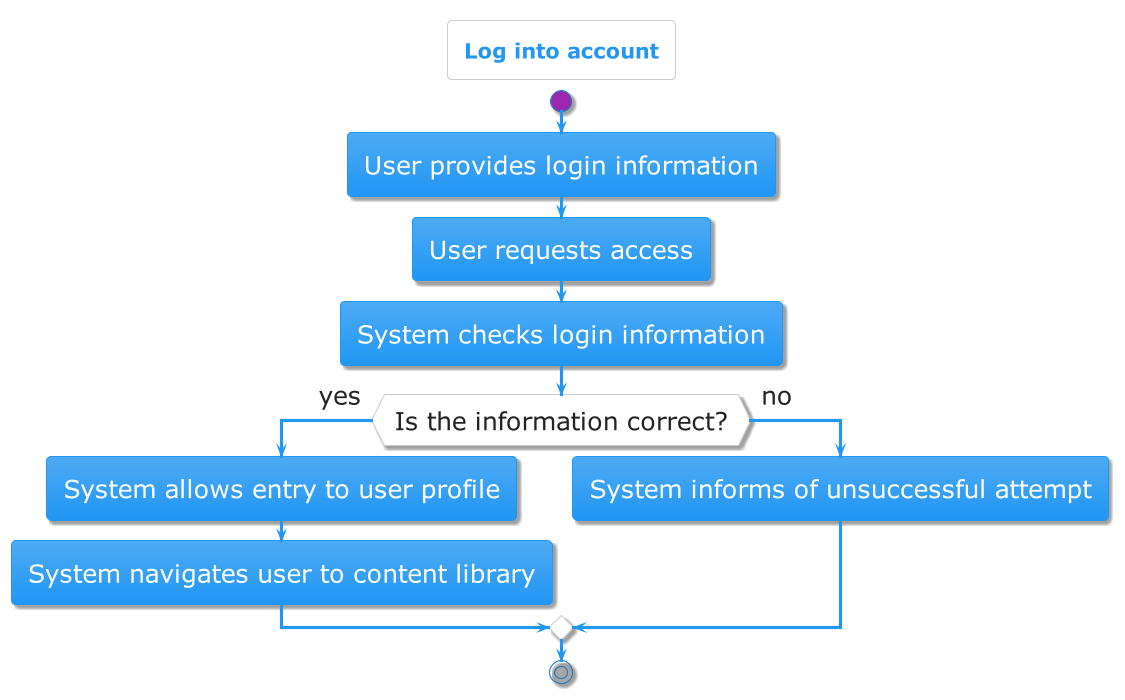 Log into account
User provides login information
User requests access
System checks login information
yes
Is the information correct?
no
System allows entry to user profile
System informs of unsuccessful attempt
System navigates user to content library